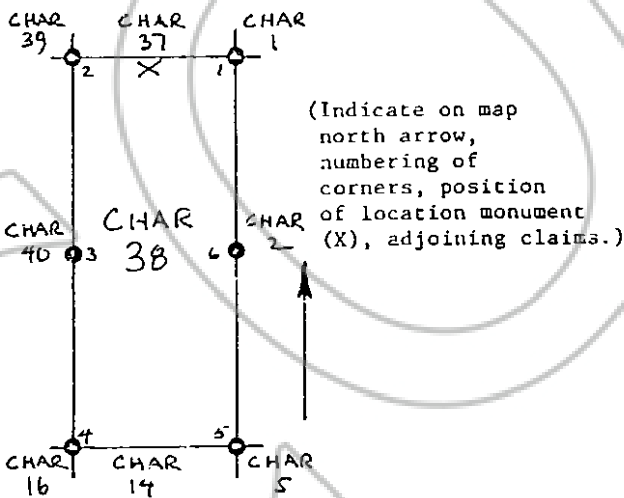 CHAR
39
CHAR
37
CHAR
1
2
X
1
(Indicate on map
north arrow,
numbering of
corners, position
of location monument
(X), adjoining claims.)
CHAR
40
3
CHAR
38
6
CHAR
2
4
5
CHAR
16
CHAR
14
CHAR
5